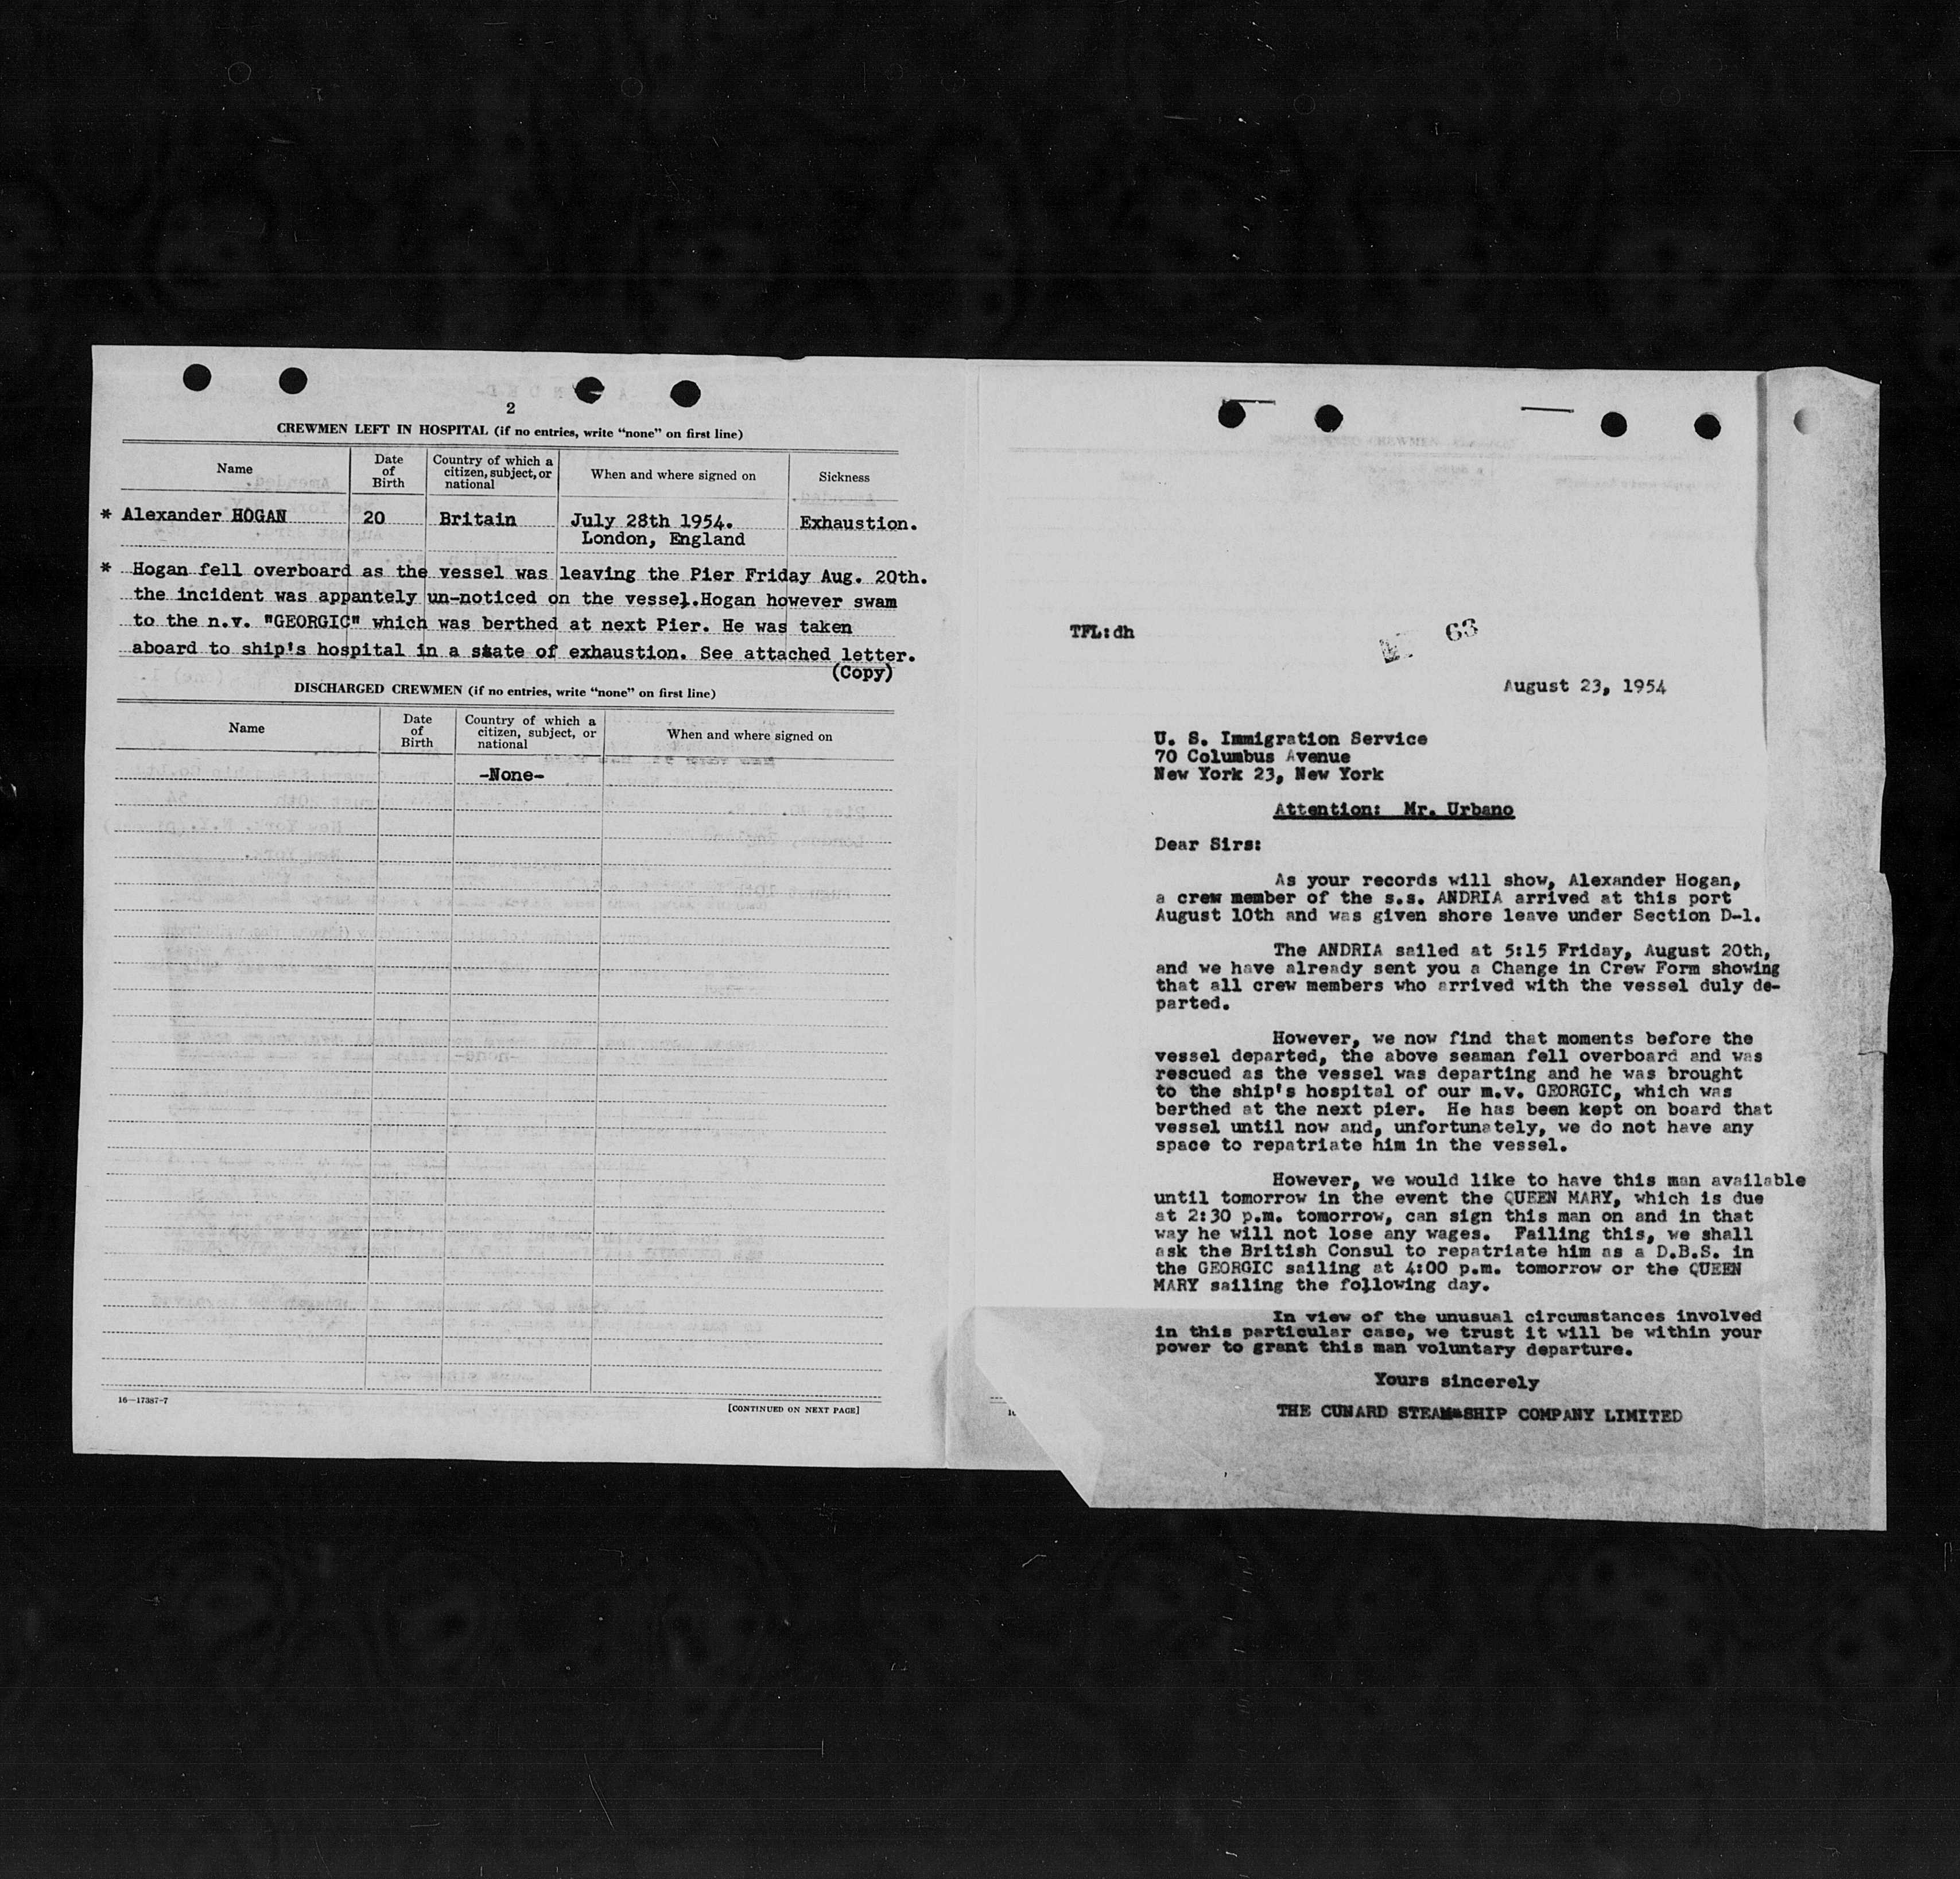 2
CREWMEN LEFT IN HOSPITAL (if no entries, write “none” on first line)
Name
Date of Birth
Country of which a citizen, subject, or national
When and where signed on
Sickness
* Alexander HOGAN 20 Britain July 28th 1954. Exhaustion.
London, England
* Hogan fell overboard as the vessel was leaving the Pier Friday Aug. 20th.
the incident was appantely un-noticed on the vessel.Hogan however swam
to the n.v. "GEORGIC" which was berthed at next Pier. He was taken
aboard to ship's hospital in a state of exhaustion. See attached letter.
(Copy)
DISCHARGED CREWMEN (if no entries, write “none” on first line)
Name
Date of Birth
Country of which a citizen, subject, or national
When and where signed on
-None-
16—17387-7
[CONTINUED ON NEXT PAGE]
TFL:dh
63
August 23, 1954
U. S. Immigration Service
70 Columbus Avenue
New York 23, New York
Attention: Mr. Urbano
Dear Sirs:
As your records will show, Alexander Hogan,
a crew member of the s.s. ANDRIA arrived at this port
August 10th and was given shore leave under Section D-1.
The ANDRIA sailed at 5:15 Friday, August 20th,
and we have already sent you a Change in Crew Form showing
that all crew members who arrived with the vessel duly de-
parted.
However, we now find that moments before the
vessel departed, the above seaman fell overboard and was
rescued as the vessel was departing and he was brought
to the ship's hospital of our m.v. GEORGIC, which was
berthed at the next pier. He has been kept on board that
vessel until now and, unfortunately, we do not have any
space to repatriate him in the vessel.
However, we would like to have this man available
until tomorrow in the event the QUEEN MARY, which is due
at 2:30 p.m. tomorrow, can sign this man on and in that
way he will not lose any wages. Failing this, we shall
ask the British Consul to repatriate him as a D.B.S. in
the GEORGIC sailing at 4:00 p.m. tomorrow or the QUEEN
MARY sailing the following day.
In view of the unusual circumstances involved
in this particular case, we trust it will be within your
power to grant this man voluntary departure.
Yours sincerely
THE CUNARD STEAM-SHIP COMPANY LIMITED